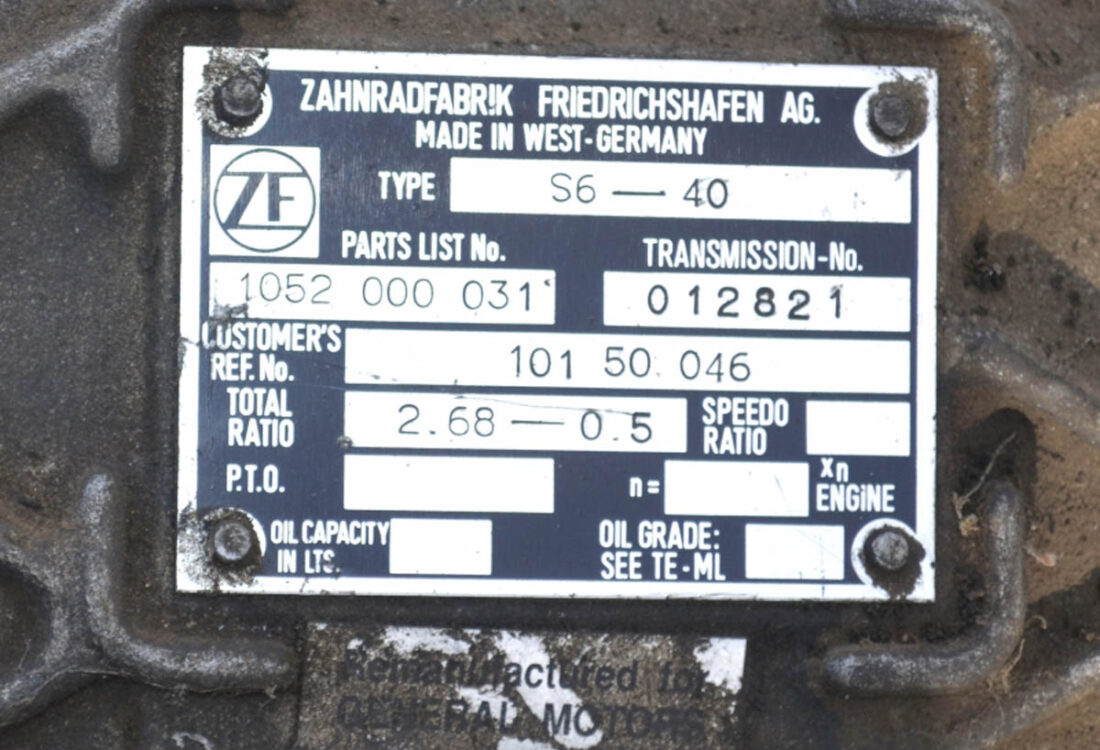 ZAHNRADFABRIK FRIEDRICHSHAFEN AG.
MADE IN WEST-GERMANY
ZF
TYPE S6 — 40
PARTS LIST No. TRANSMISSION-No.
1052 000 031 012821
CUSTOMER'S REF. No. 101 50 046
TOTAL RATIO 2.68 — 0.5 SPEEDO RATIO
P.T.O. n= xn ENGiNE
OIL CAPACITY IN LTS. OIL GRADE: SEE TE-ML
Remanufactured for
GENERAL MOTORS